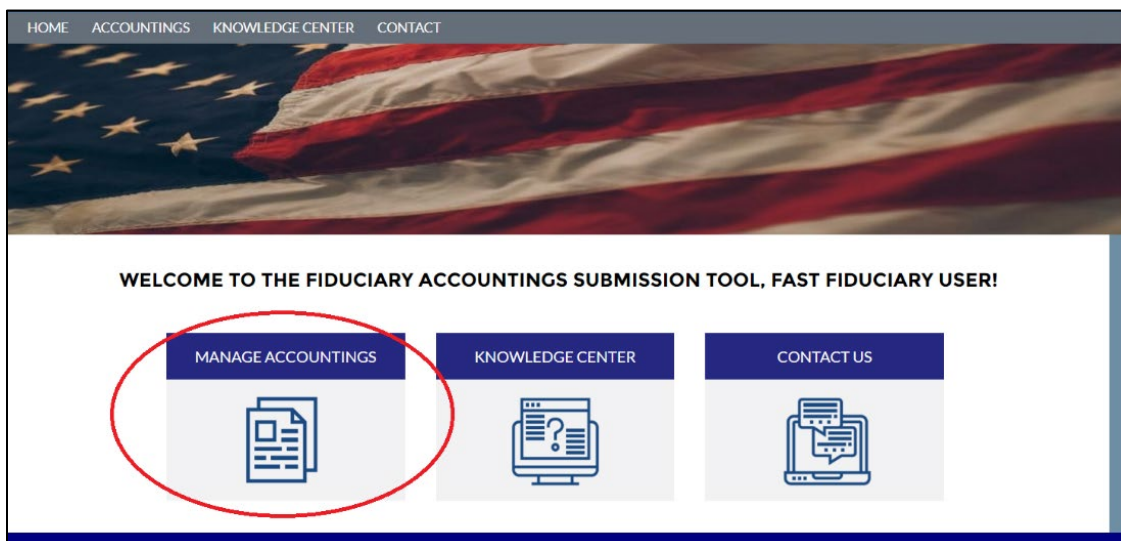 HOME ACCOUNTINGS KNOWLEDGE CENTER CONTACT
WELCOME TO THE FIDUCIARY ACCOUNTINGS SUBMISSION TOOL, FAST FIDUCIARY USER!
MANAGE ACCOUNTINGS KNOWLEDGE CENTER CONTACT US
?